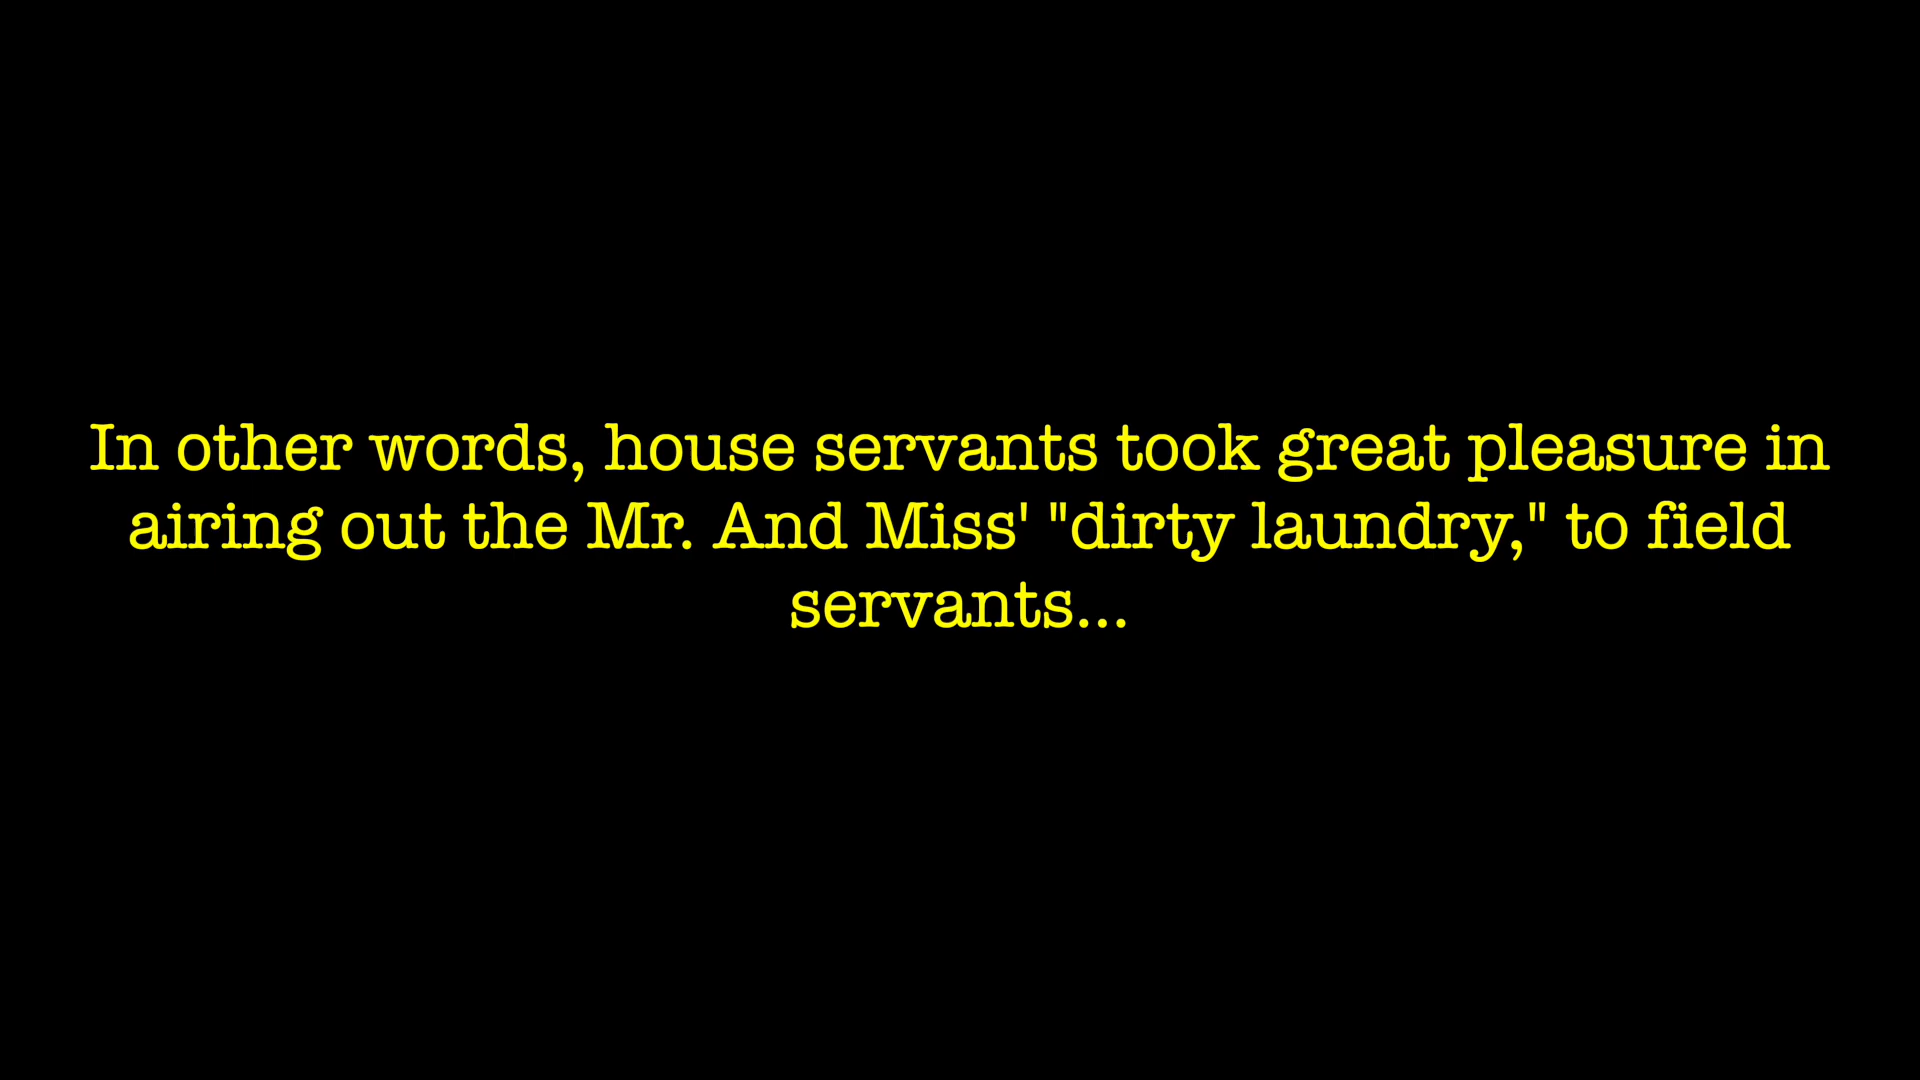 In other words, house servants took great pleasure in
airing out the Mr. And Miss' "dirty laundry," to field
servants...